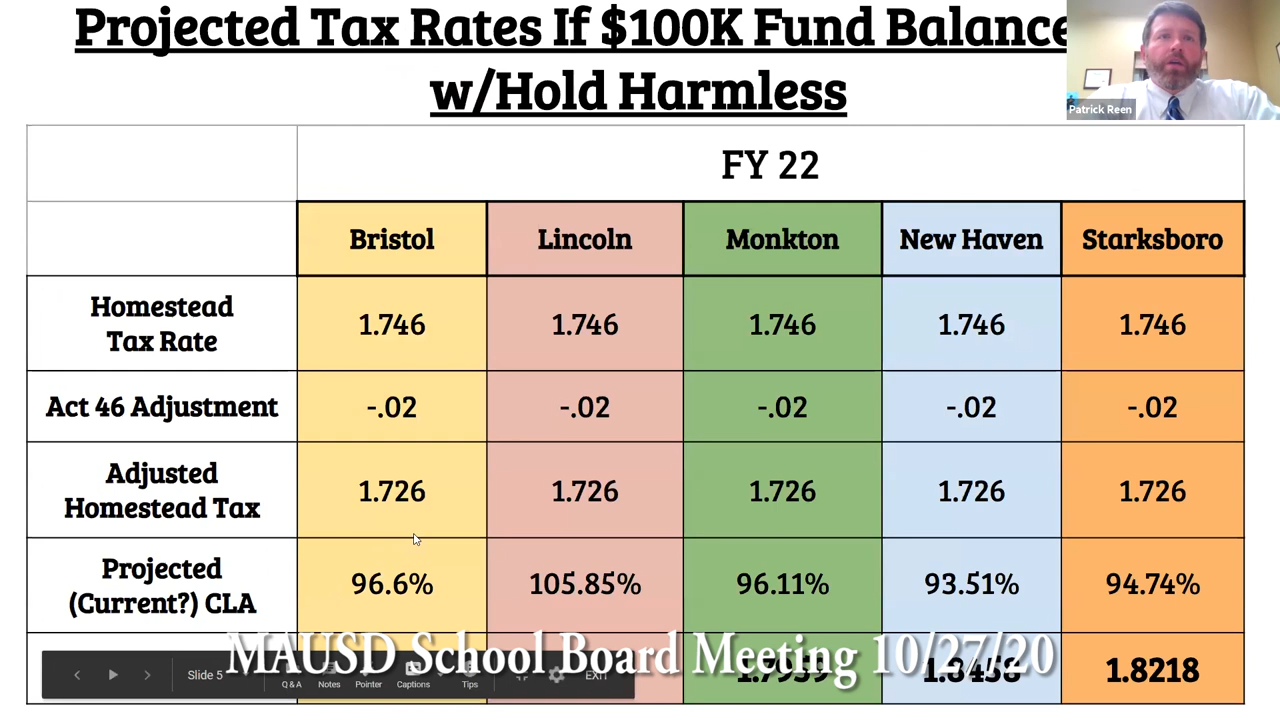 Projected Tax Rates If $100K Fund Balance
w/Hold Harmless
Patrick Reen
FY 22
Bristol Lincoln Monkton New Haven Starksboro
Homestead
Tax Rate
1.746 1.746 1.746 1.746 1.746
Act 46 Adjustment -.02 -.02 -.02 -.02 -.02
Adjusted
Homestead Tax
1.726 1.726 1.726 1.726 1.726
Projected
(Current?) CLA
96.6% 105.85% 96.11% 93.51% 94.74%
MAUSD School Board Meeting 10/27/20
1.8458 1.8218
Slide 5 Q & A Notes Pointer Captions Tips EXIT